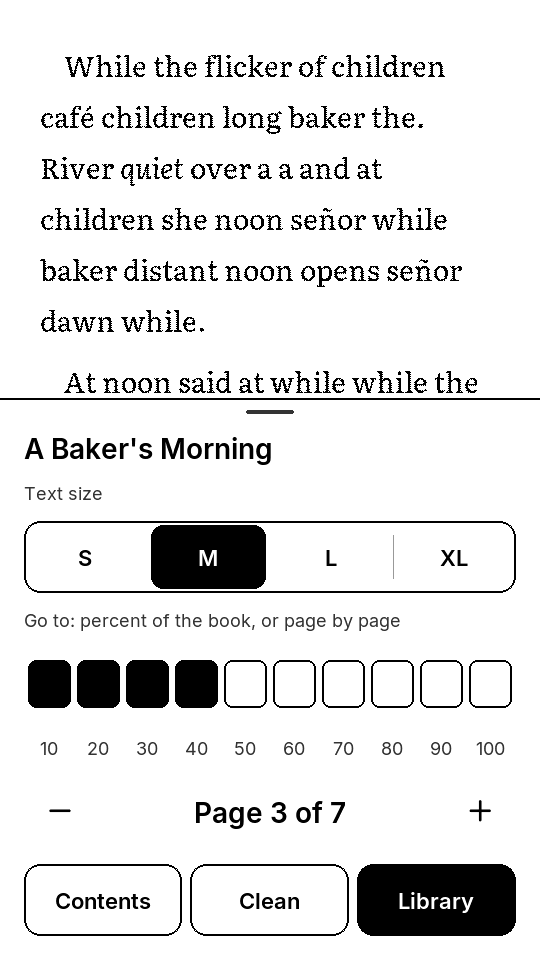 While the flicker of children
café children long baker the.
River quiet over a a and at
children she noon señor while
baker distant noon opens señor
dawn while.
At noon said at while while the
A Baker's Morning
Text size
S M L XL
Go to: percent of the book, or page by page
10 20 30 40 50 60 70 80 90 100
− Page 3 of 7 +
Contents Clean Library